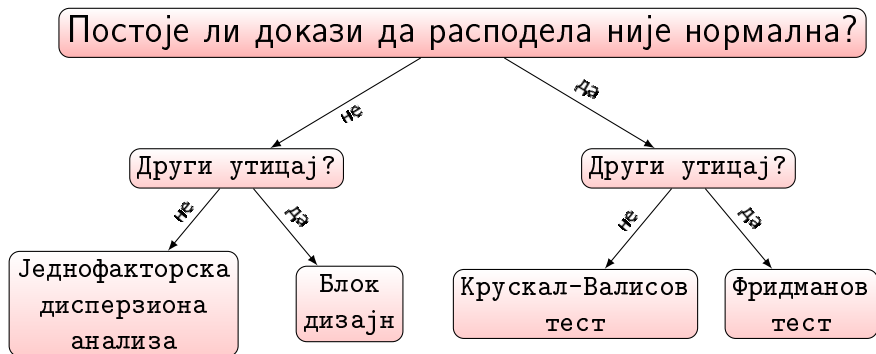 Постоје ли докази да расподела није нормална?
не
да
Други утицај?
Други утицај?
не
да
не
да
Једнофакторска
дисперзиона
анализа
Блок
дизајн
Крускал-Валисов
тест
Фридманов
тест